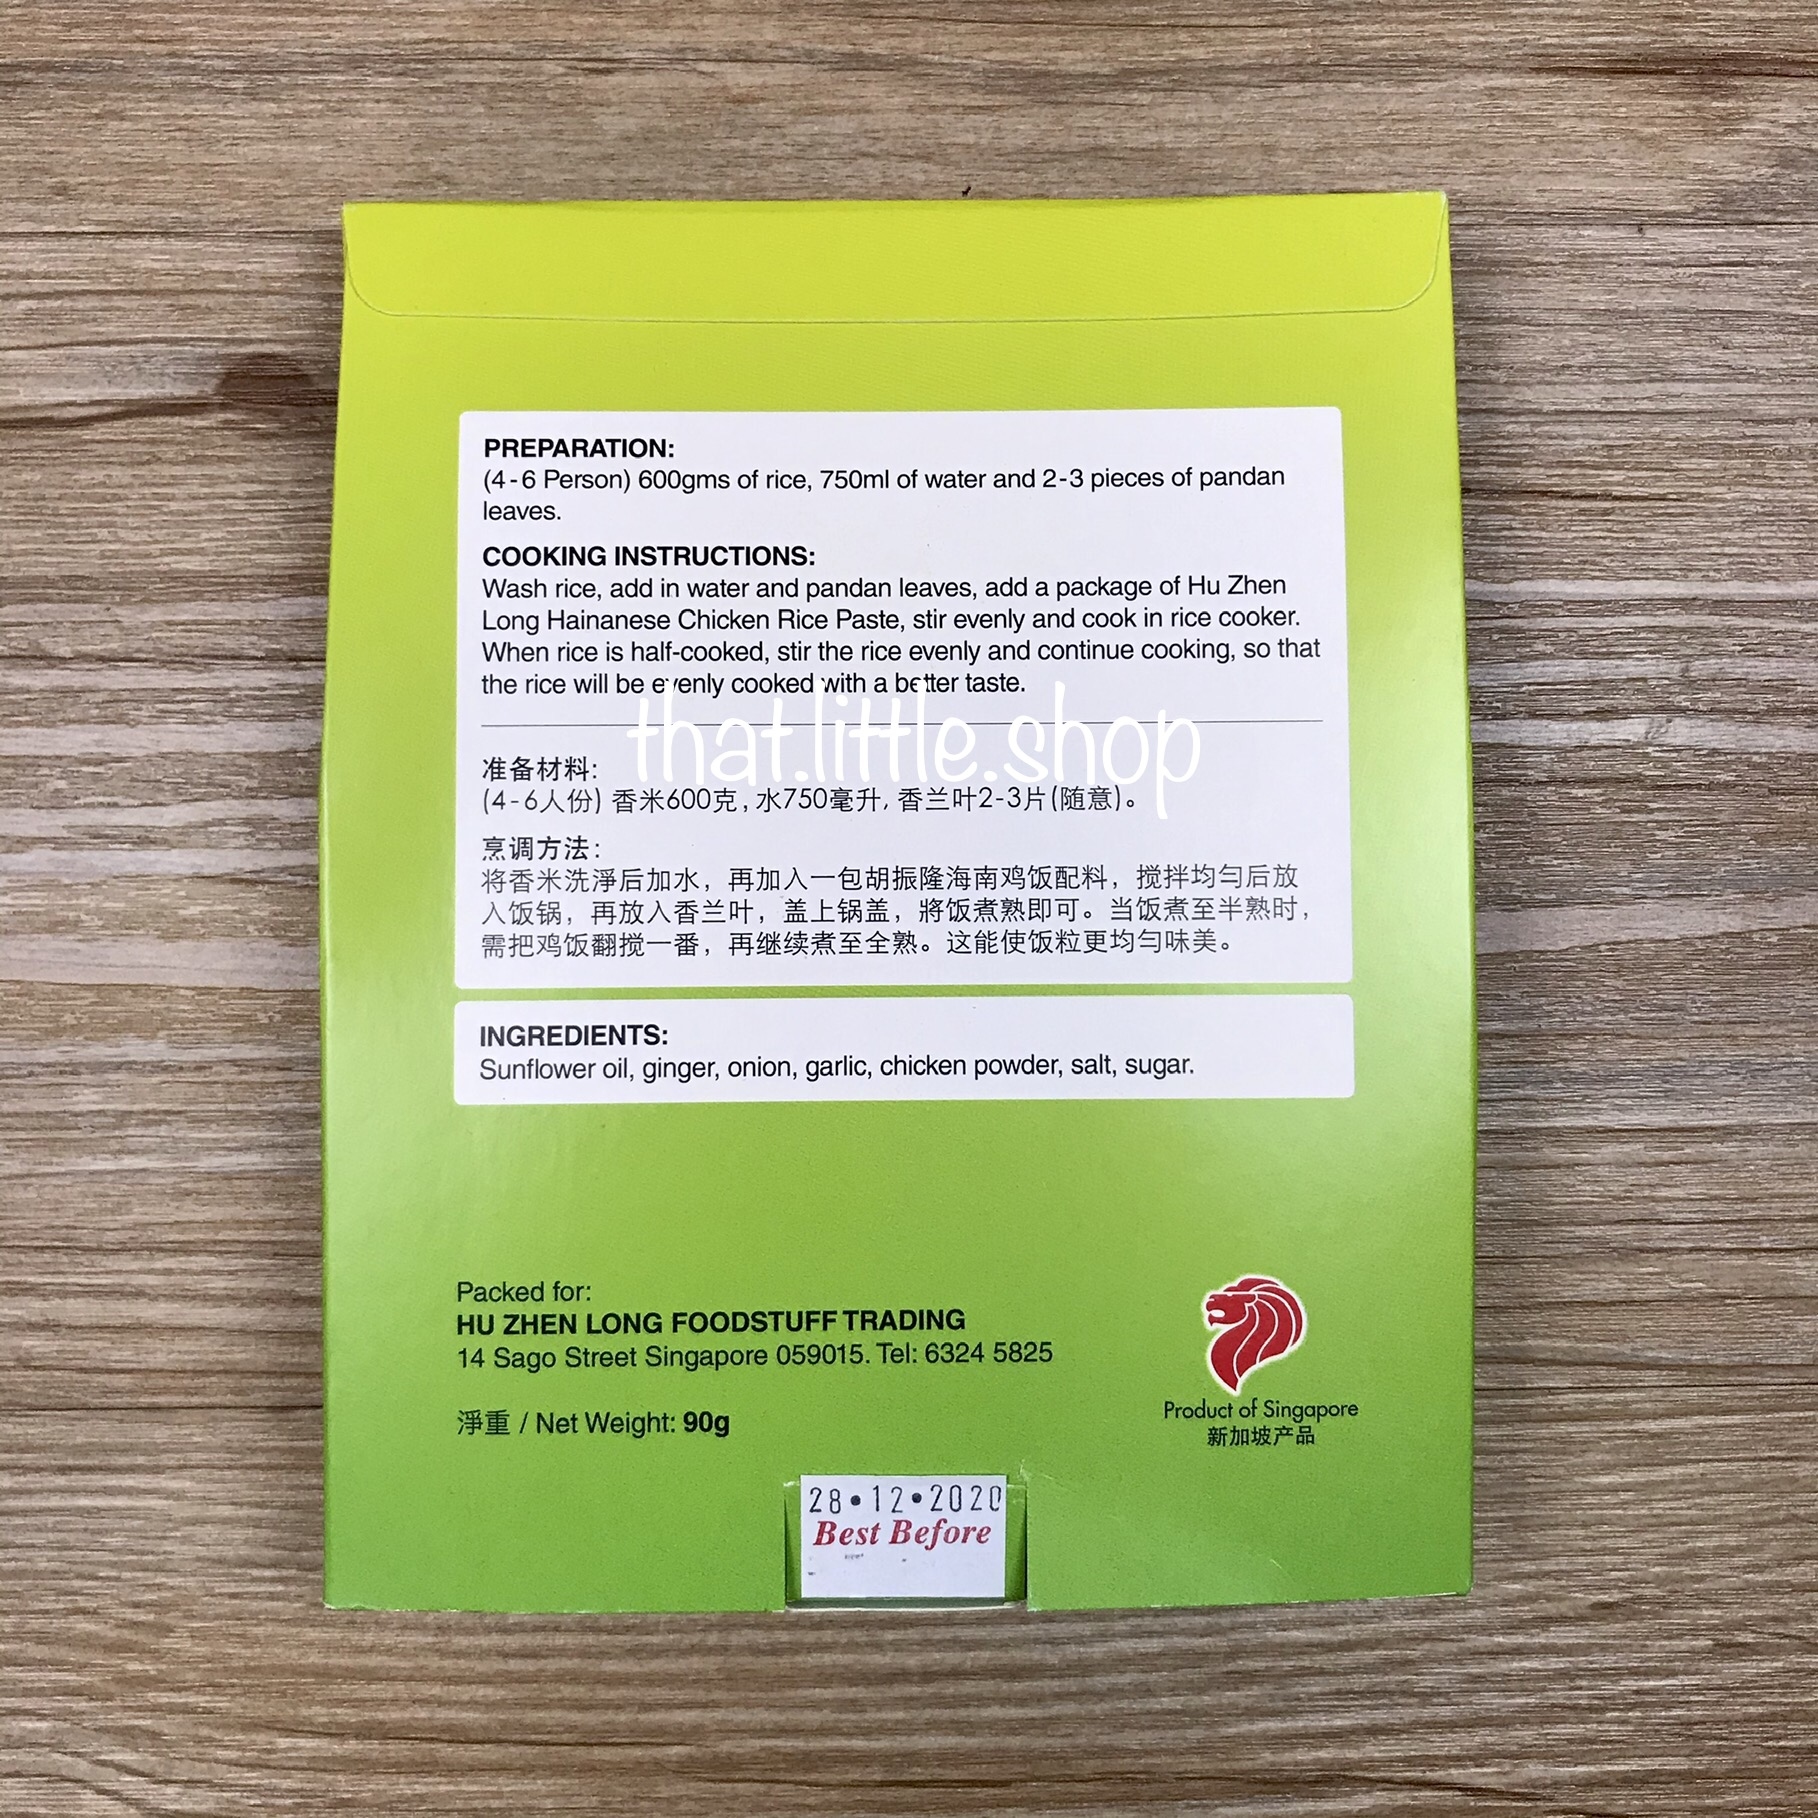 PREPARATION:
(4-6 Person) 600gms of rice, 750ml of water and 2-3 pieces of pandan
leaves.
COOKING INSTRUCTIONS:
Wash rice, add in water and pandan leaves, add a package of Hu Zhen
Long Hainanese Chicken Rice Paste, stir evenly and cook in rice cooker.
When rice is half-cooked, stir the rice evenly and continue cooking, so that
the rice will be evenly cooked with a better taste.
that.little.shop
准备材料:
(4-6人份) 香米600克, 水750毫升, 香兰叶2-3片(随意)。
烹调方法:
将香米洗淨后加水，再加入一包胡振隆海南鸡饭配料，搅拌均匀后放
入饭锅，再放入香兰叶，盖上锅盖，將饭煮熟即可。当饭煮至半熟时，
需把鸡饭翻搅一番，再继续煮至全熟。这能使饭粒更均匀味美。
INGREDIENTS:
Sunflower oil, ginger, onion, garlic, chicken powder, salt, sugar.
Packed for:
HU ZHEN LONG FOODSTUFF TRADING
14 Sago Street Singapore 059015. Tel: 6324 5825
淨重 / Net Weight: 90g
Product of Singapore
新加坡产品
28•12•2020
Best Before